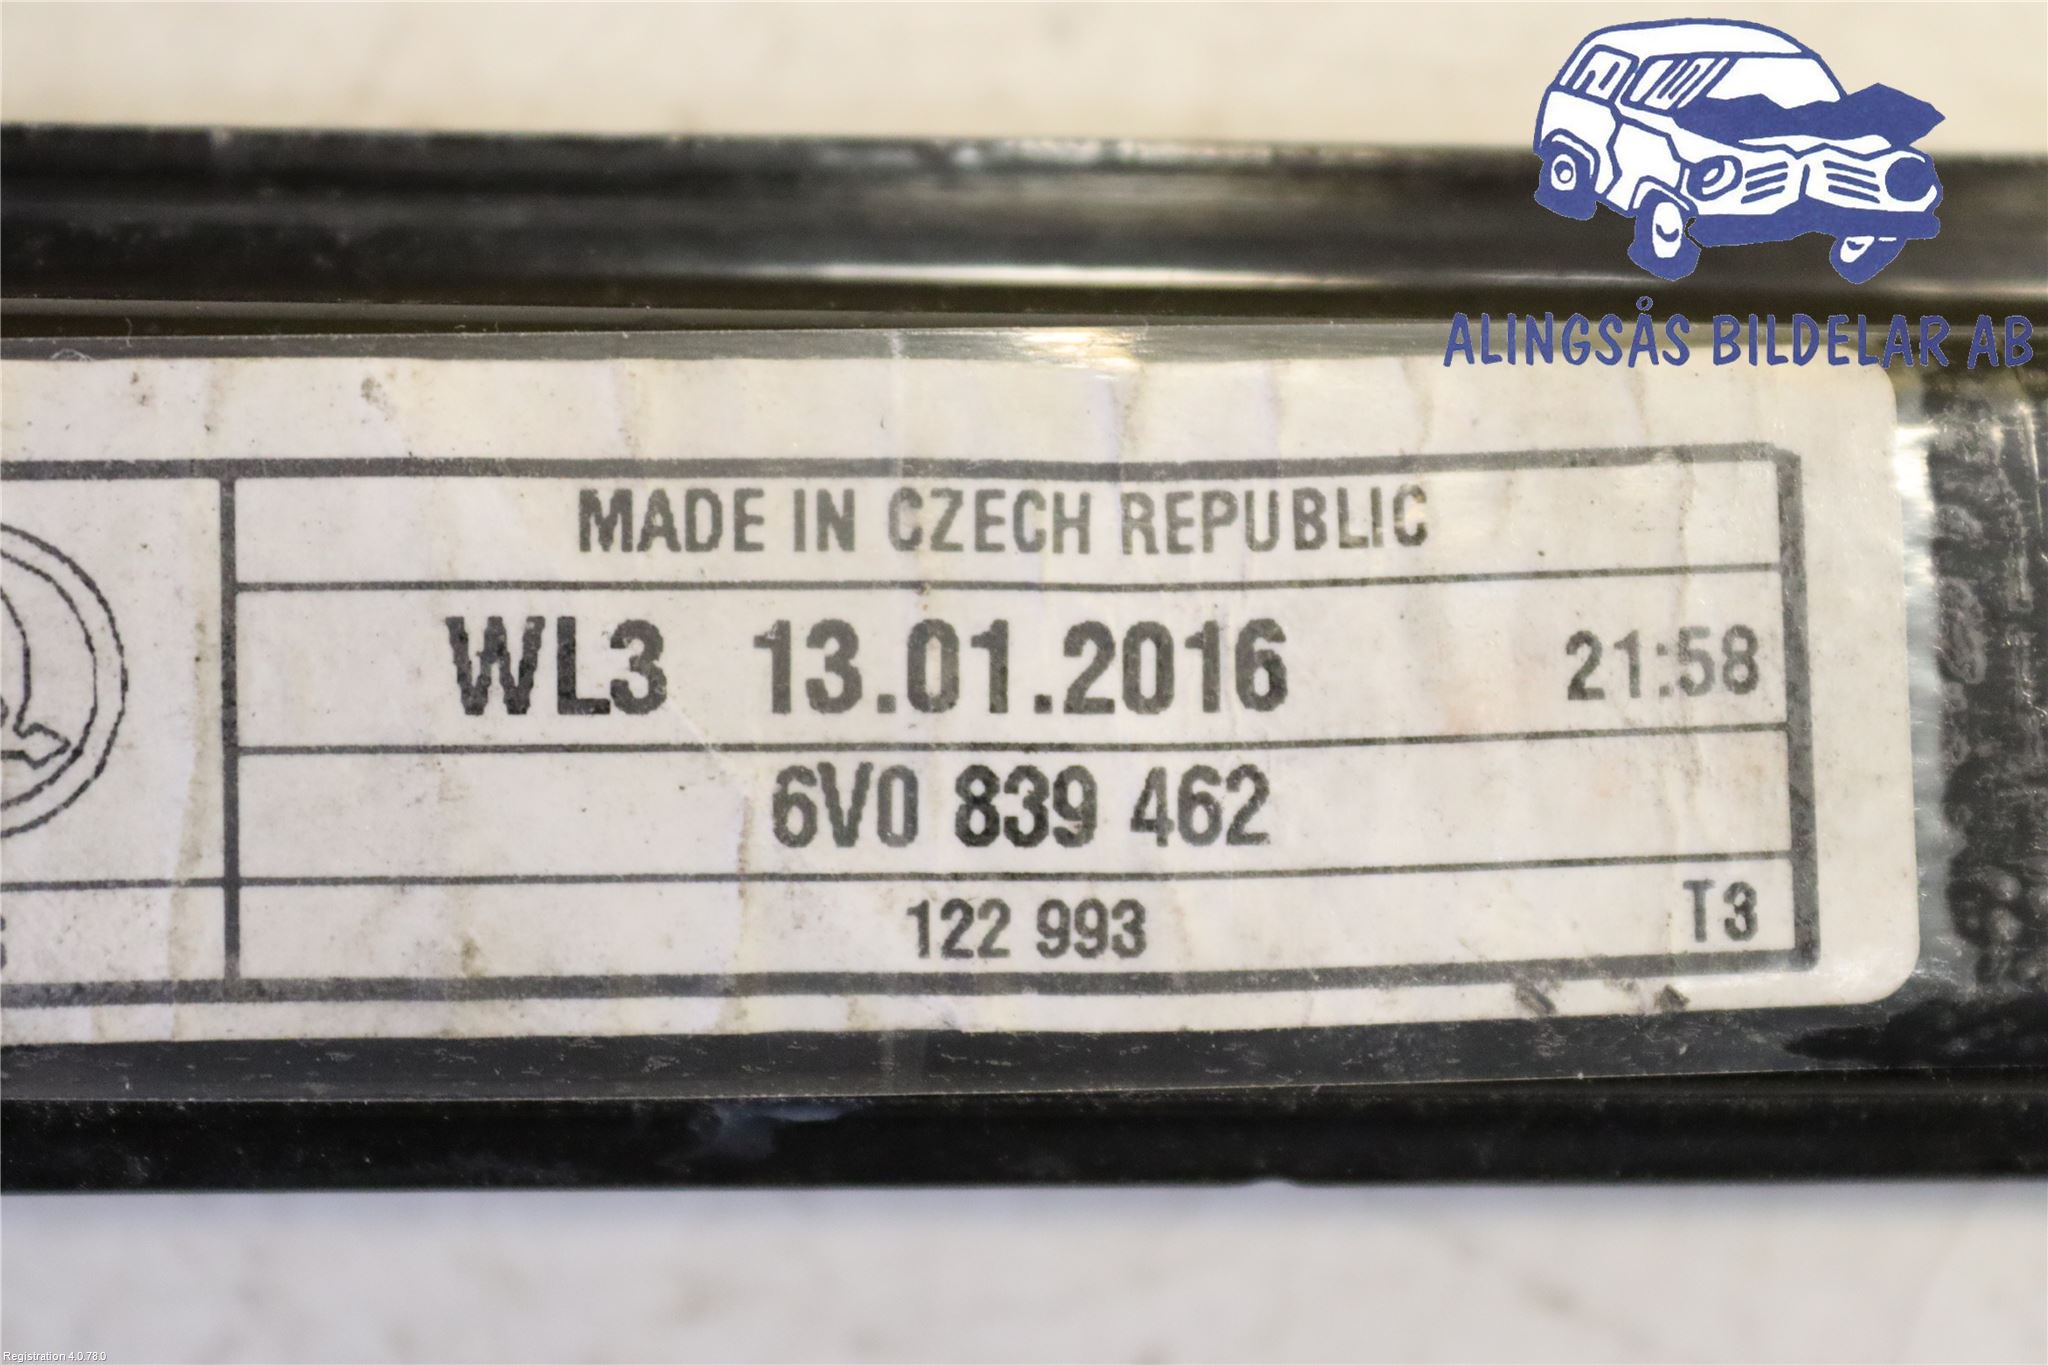 ALINGSÅS BILDELAR AB
MADE IN CZECH REPUBLIC
WL3 13.01.2016 21:58
6V0 839 462
122 993 T3
Registration 4.0.78.0